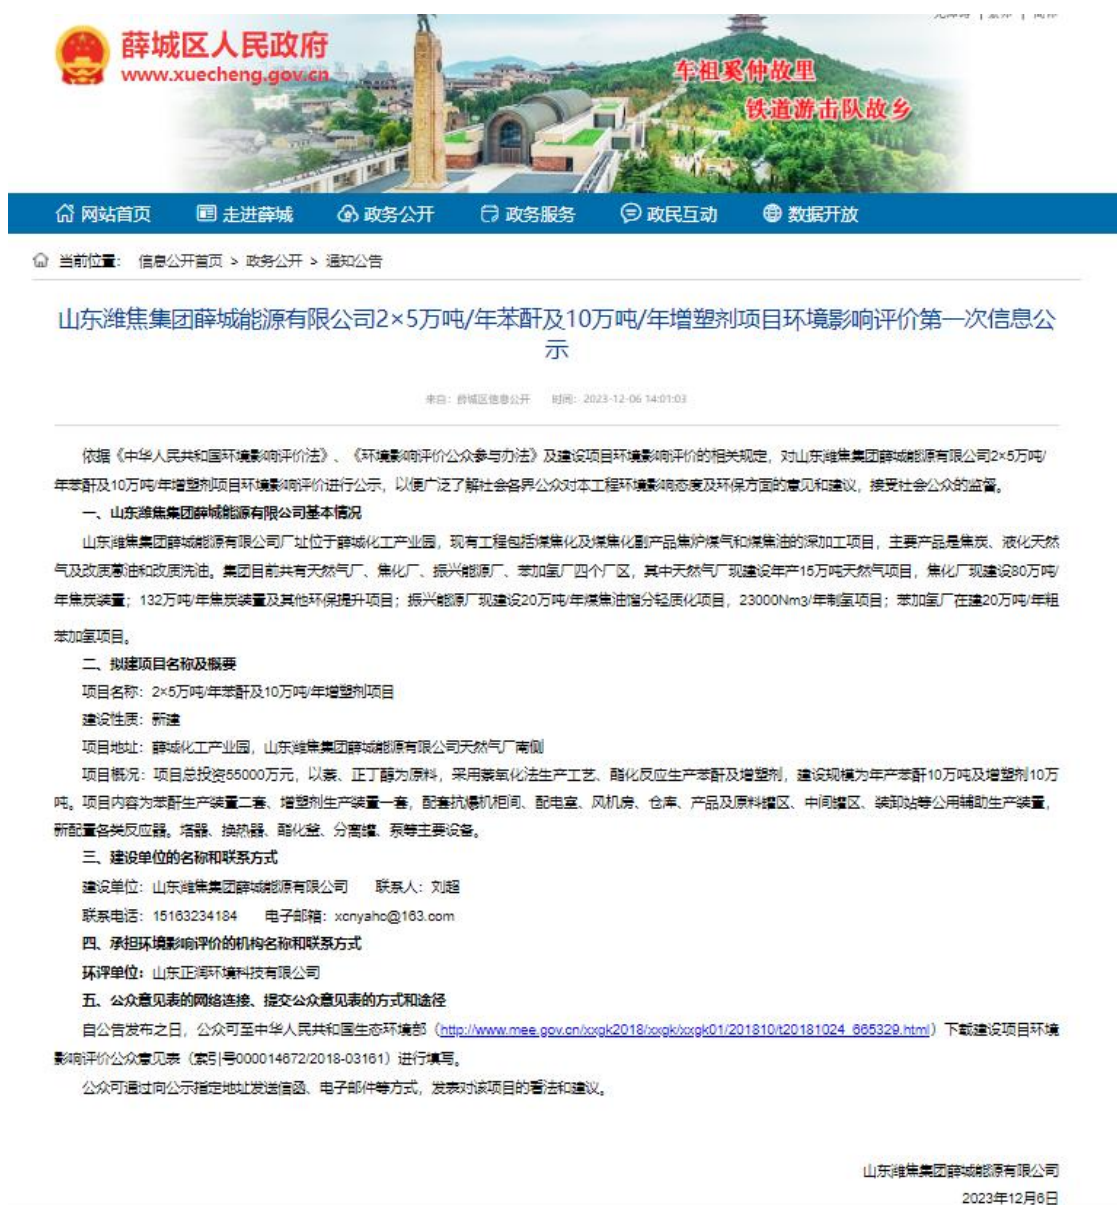 薛城区人民政府
www.xuecheng.gov.cn
车祖奚仲故里
铁道游击队故乡
网站首页 走进薛城 政务公开 政务服务 政民互动 数据开放
当前位置： 信息公开首页 > 政务公开 > 通知公告
山东潍焦集团薛城能源有限公司2×5万吨/年苯酐及10万吨/年增塑剂项目环境影响评价第一次信息公
示
来自：薛城区信息公开 时间：2023-12-06 14:01:03
依据《中华人民共和国环境影响评价法》、《环境影响评价公众参与办法》及建设项目环境影响评价的相关规定，对山东潍焦集团薛城能源有限公司2×5万吨/
年苯酐及10万吨/年增塑剂项目环境影响评价进行公示，以便广泛了解社会各界公众对本工程环境影响态度及环保方面的意见和建议，接受社会公众的监督。
一、山东潍焦集团薛城能源有限公司基本情况
山东潍焦集团薛城能源有限公司厂址位于薛城化工产业园，现有工程包括煤焦化及煤焦化副产品焦炉煤气和煤焦油的深加工项目，主要产品是焦炭、液化天然
气及改质蒽油和改质洗油。集团目前共有天然气厂、焦化厂、振兴能源厂、苯加氢厂四个厂区，其中天然气厂现建设年产15万吨天然气项目，焦化厂现建设80万吨/
年焦炭装置；132万吨/年焦炭装置及其他环保提升项目；振兴能源厂现建设20万吨/年煤焦油馏分轻质化项目，23000Nm3/年制氢项目；苯加氢厂在建20万吨/年粗
苯加氢项目。
二、拟建项目名称及概要
项目名称：2×5万吨/年苯酐及10万吨/年增塑剂项目
建设性质：新建
项目地址：薛城化工产业园，山东潍焦集团薛城能源有限公司天然气厂南侧
项目概况：项目总投资55000万元，以萘、正丁醇为原料，采用萘氧化法生产工艺、酯化反应生产苯酐及增塑剂，建设规模为年产苯酐10万吨及增塑剂10万
吨。项目内容为苯酐生产装置二套、增塑剂生产装置一套，配套抗爆机柜间、配电室、风机房、仓库、产品及原料罐区、中间罐区、装卸站等公用辅助生产装置，
新配置各类反应器。塔器、换热器、酯化釜、分离罐、泵等主要设备。
三、建设单位的名称和联系方式
建设单位：山东潍焦集团薛城能源有限公司 联系人：刘超
联系电话：15163234184 电子邮箱：xcnyahc@163.com
四、承担环境影响评价的机构名称和联系方式
环评单位：山东正润环境科技有限公司
五、公众意见表的网络连接、提交公众意见表的方式和途径
自公告发布之日，公众可至中华人民共和国生态环境部（http://www.mee.gov.cn/xxgk2018/xxgk/xxgk01/201810/t20181024_665329.html）下载建设项目环境
影响评价公众意见表（索引号000014672/2018-03161）进行填写。
公众可通过向公示指定地址发送信函、电子邮件等方式，发表对该项目的看法和建议。
山东潍焦集团薛城能源有限公司
2023年12月6日